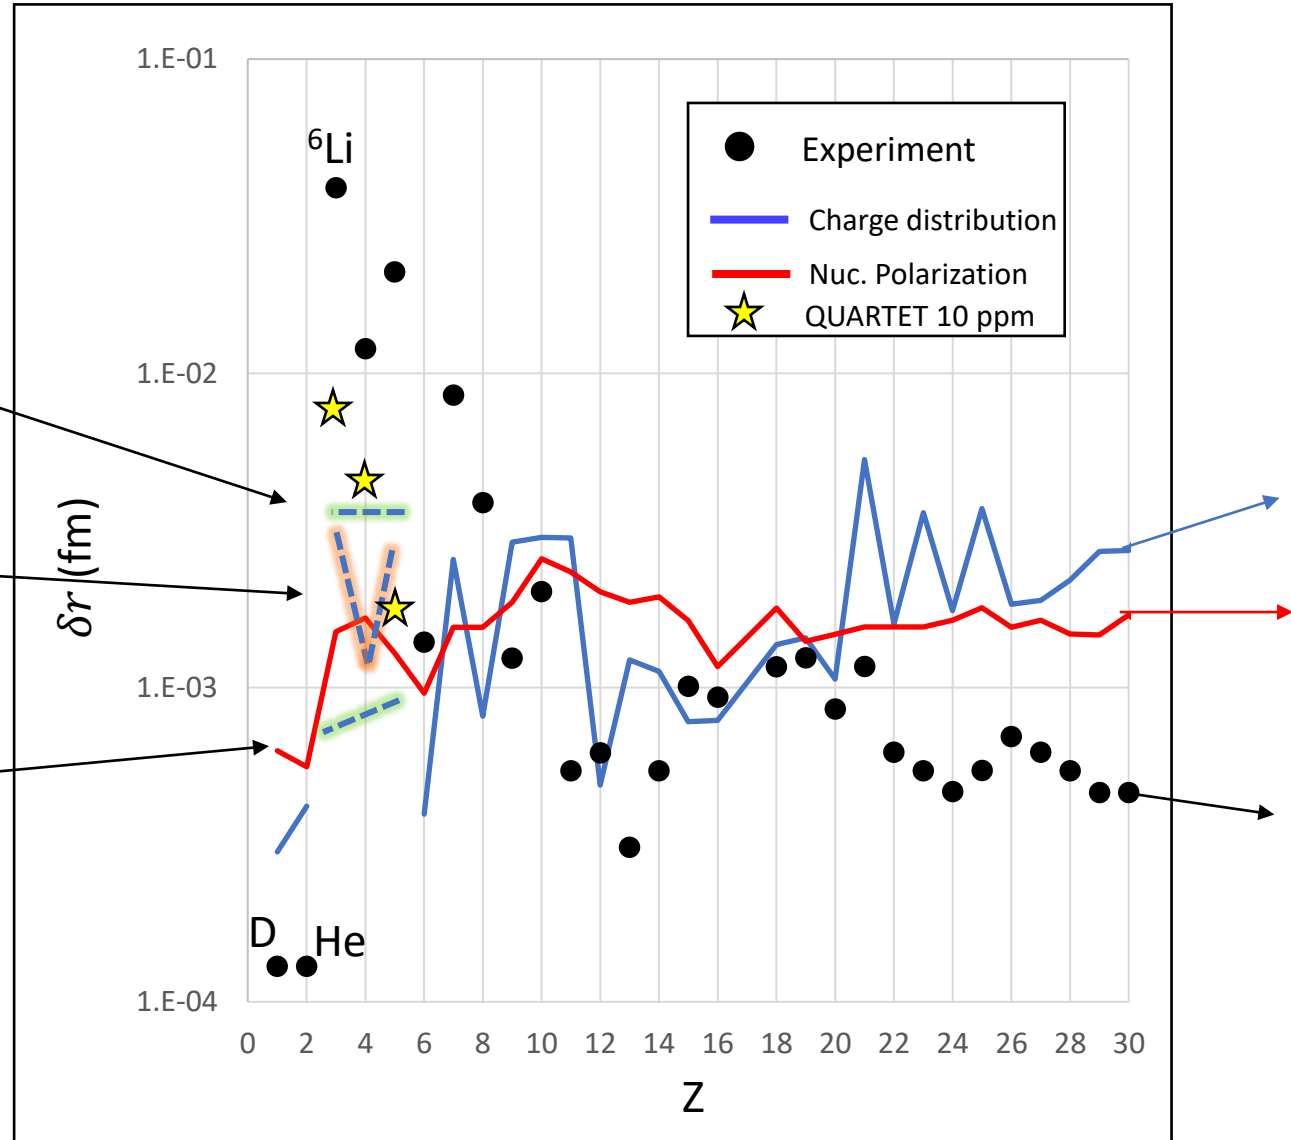 1.E-01
⁶Li
Experiment
Charge distribution
Nuc. Polarization
QUARTET 10 ppm
1.E-02
δr (fm)
1.E-03
D
He
1.E-04
0 2 4 6 8 10 12 14 16 18 20 22 24 26 28 30
Z